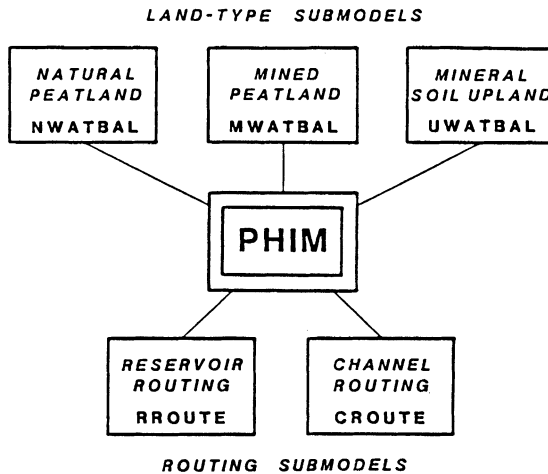 LAND-TYPE SUBMODELS
NATURAL
PEATLAND
NWATBAL
MINED
PEATLAND
MWATBAL
MINERAL
SOIL UPLAND
UWATBAL
PHIM
RESERVOIR
ROUTING
RROUTE
CHANNEL
ROUTING
CROUTE
ROUTING SUBMODELS